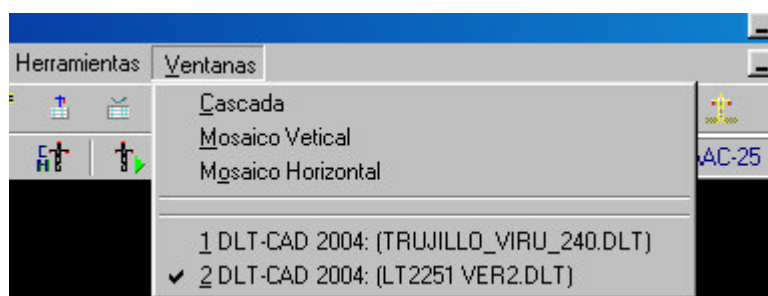 Herramientas Ventanas
Cascada
Mosaico Vetical
Mosaico Horizontal
AAC-25
1 DLT-CAD 2004: (TRUJILLO_VIRU_240.DLT)
2 DLT-CAD 2004: (LT2251 VER2.DLT)